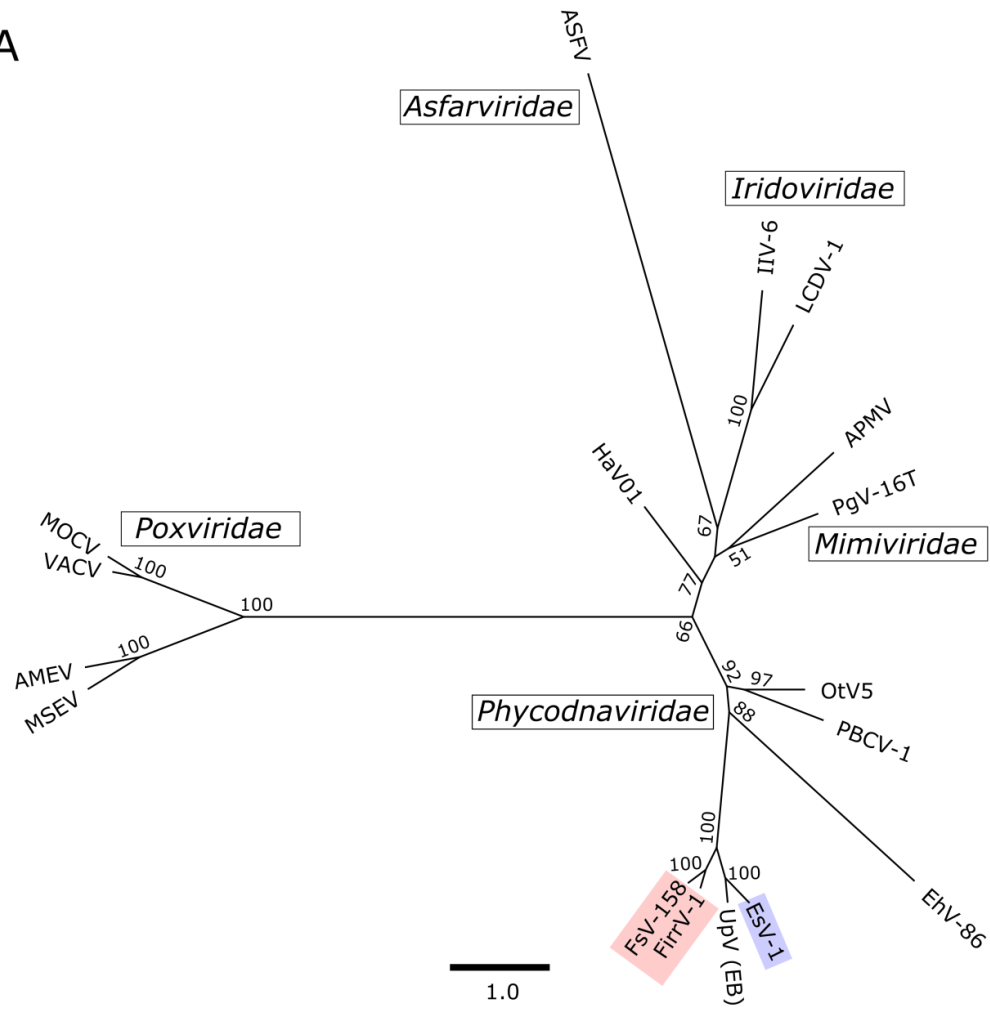 A
ASFV
Asfarviridae
Iridoviridae
IIV-6
LCDV-1
100
APMV
HaV01
PgV-16T
67
Mimiviridae
51
MOCV
Poxviridae
VACV
100
77
100
66
100
AMEV
MSEV
92
97
OtV5
Phycodnaviridae
88
PBCV-1
100
100
100
FsV-158
FirrV-1
UpV (EB)
EsV-1
EhV-86
1.0